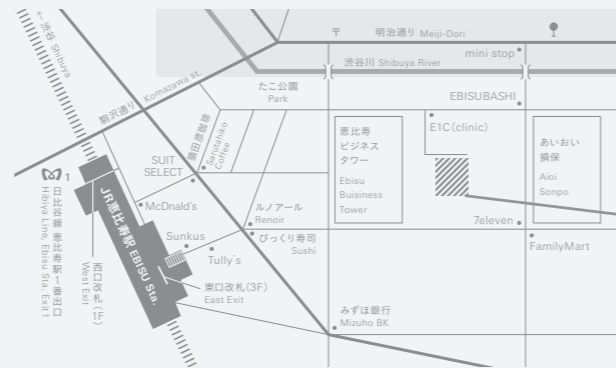 ←渋谷 Shibuya
〒
明治通り Meiji-Dori
mini stop
渋谷川 Shibuya River
駒沢通り Komazawa st.
たこ公園
Park
EBISUBASHI
E1C(clinic)
猿田彦珈琲
Sarutahiko
Coffee
恵比寿
ビジネス
タワー
Ebisu
Buisiness
Tower
あいおい
損保
Aioi
Sonpo
SUIT
SELECT
1
日比谷線 恵比寿駅1番出口
Hibiya Line, Ebisu Sta. Exit 1
McDnald's
JR恵比寿駅 EBISU Sta.
ルノアール
Renoir
7eleven
Sunkus
びっくり寿司
Sushi
Tully's
FamilyMart
西口改札(1F)
West Exit
東口改札(3F)
East Exit
みずほ銀行
Mizuho BK